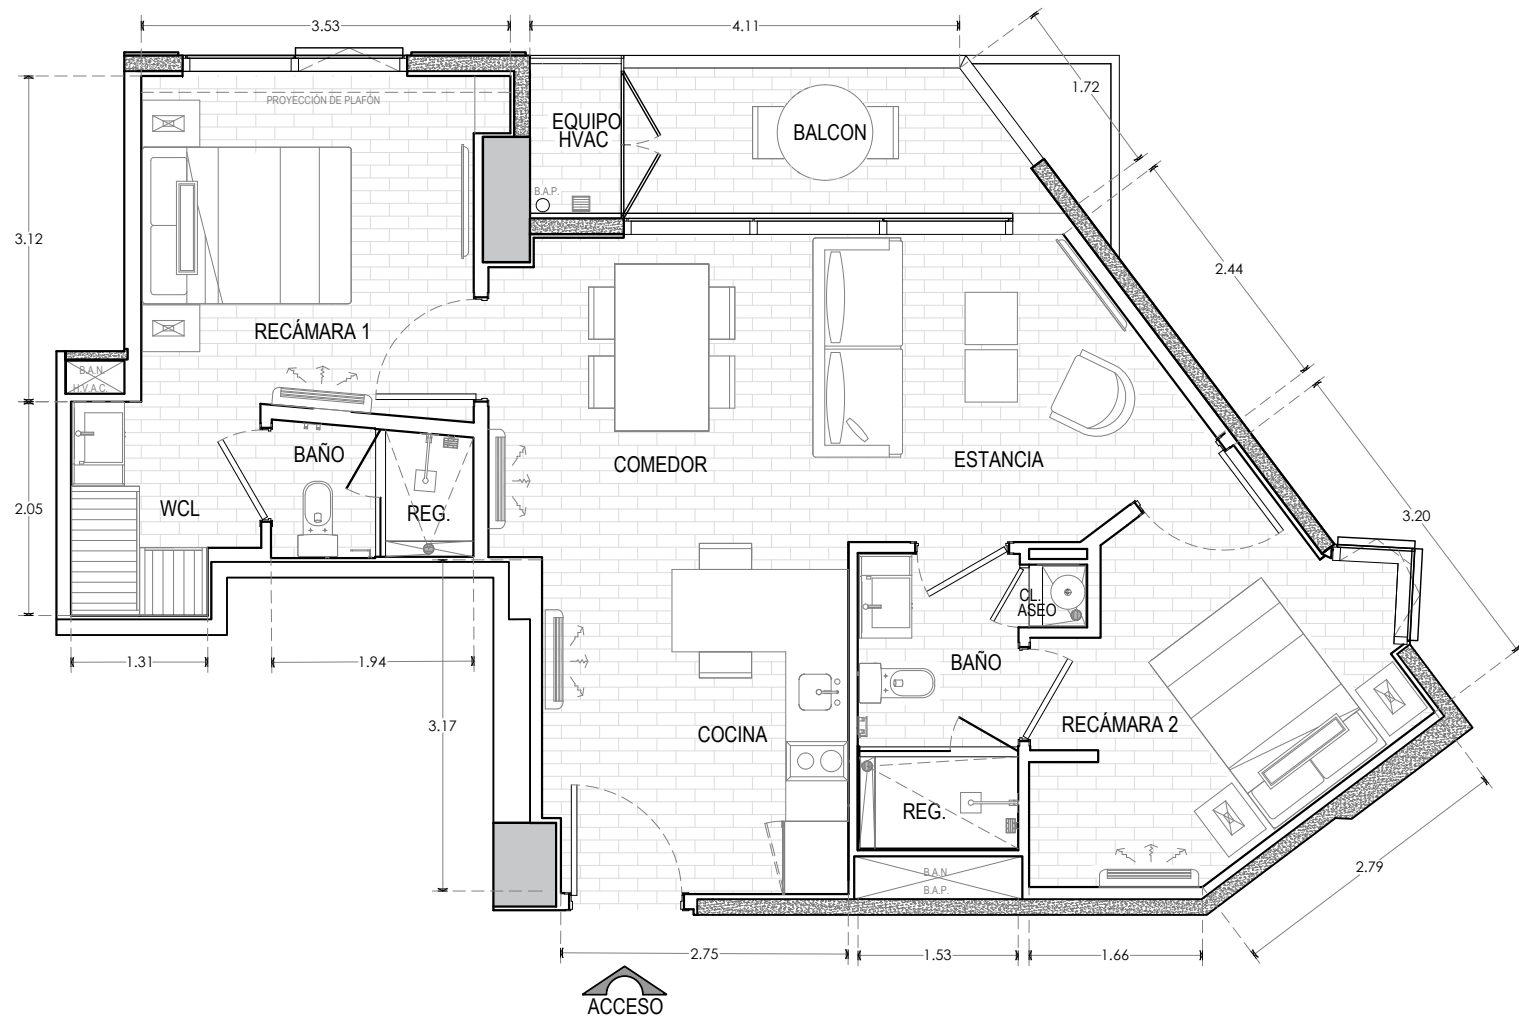 3.53
4.11
1.72
PROYECCIÓN DE PLAFÓN
EQUIPO
HVAC
BALCON
B.A.P.
3.12
2.44
RECÁMARA 1
B.A.N.
H.V.A.C.
BAÑO
COMEDOR
ESTANCIA
2.05
WCL
REG.
3.20
CL.
ASEO
1.31
1.94
BAÑO
3.17
COCINA
RECÁMARA 2
REG.
2.79
B.A.N.
B.A.P.
2.75
1.53
1.66
ACCESO